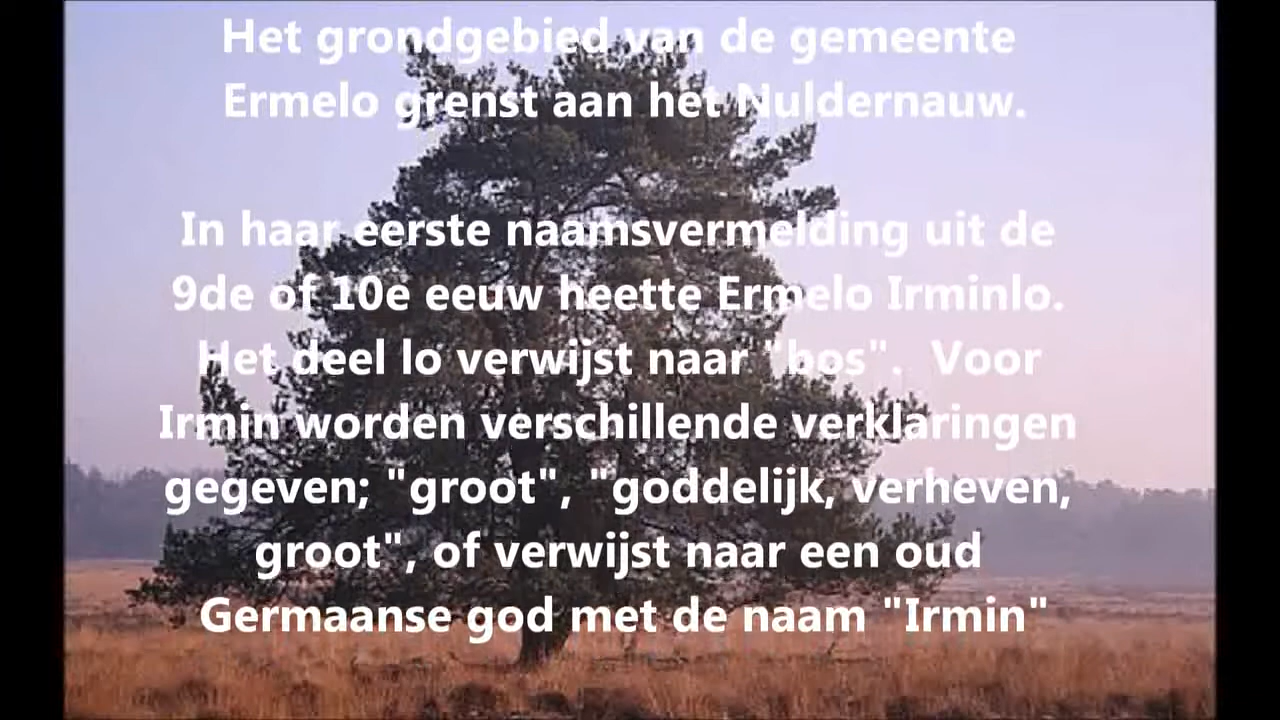 Het grondgebied van de gemeente
Ermelo grenst aan het Nuldernauw.
In haar eerste naamsvermelding uit de
9de of 10e eeuw heette Ermelo Irminlo.
Het deel lo verwijst naar "bos".  Voor
Irmin worden verschillende verklaringen
gegeven; "groot", "goddelijk, verheven,
groot", of verwijst naar een oud
Germaanse god met de naam "Irmin"